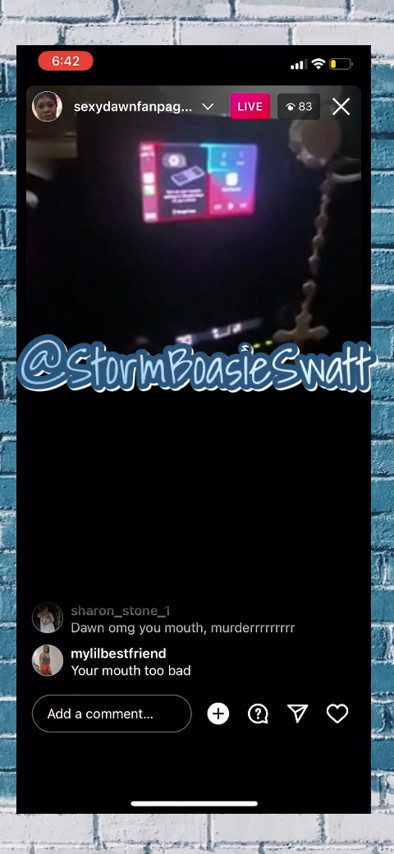 6:42
sexydawnfanpag...
LIVE
83
@StormBoasieSwatt
sharon_stone_1
Dawn omg you mouth, murderrrrrrrrr
mylilbestfriend
Your mouth too bad
Add a comment...